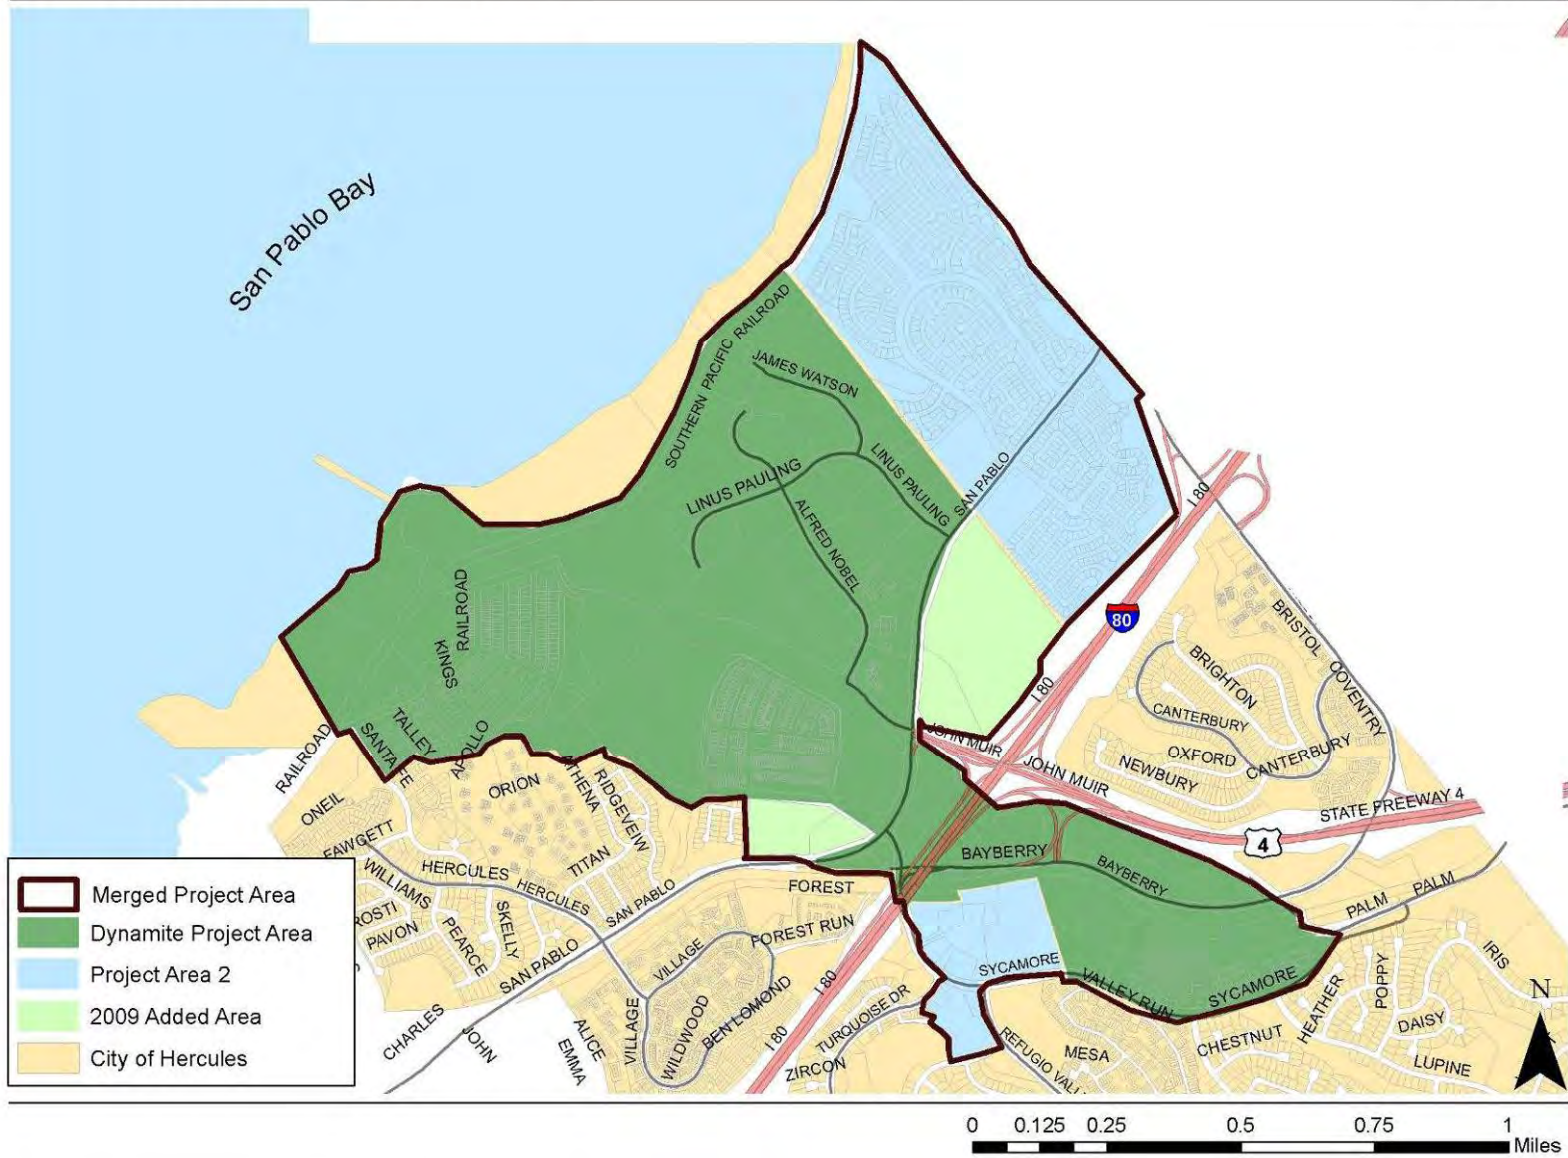 San Pablo Bay
SOUTHERN PACIFIC RAILROAD
JAMES WATSON
LINUS PAULING
LINUS PAULING
SAN PABLO
ALFRED NOBEL
I 80
80
RAILROAD
KINGS
BRISTOL
COVENTRY
BRIGHTON
CANTERBURY
OXFORD
CANTERBURY
NEWBURY
I 80
JOHN MUIR
JOHN MUIR
STATE FREEWAY 4
4
TALLEY
SANTA FE
APOLLO
RAILROAD
ORION
ATHENA
RIDGEVEIW
ONEIL
FAWCETT
HERCULES
HERCULES
TITAN
SAN PABLO
WILLIAMS
ROSTI
PAVON
PEARCE
SKELLY
SAN PABLO
BAYBERRY
BAYBERRY
FOREST
FOREST RUN
PALM
PALM
VILLAGE
VILLAGE
WILDWOOD
BEN LOMOND
I 80
I 80
SYCAMORE
VALLEY RUN
SYCAMORE
TURQUOISE DR
ZIRCON
REFUGIO VALL
MESA
CHESTNUT
HEATHER
POPPY
IRIS
DAISY
LUPINE
CHARLES
JOHN
ALICE
EMMA
N
Merged Project Area
Dynamite Project Area
Project Area 2
2009 Added Area
City of Hercules
0 0.125 0.25 0.5 0.75 1
Miles